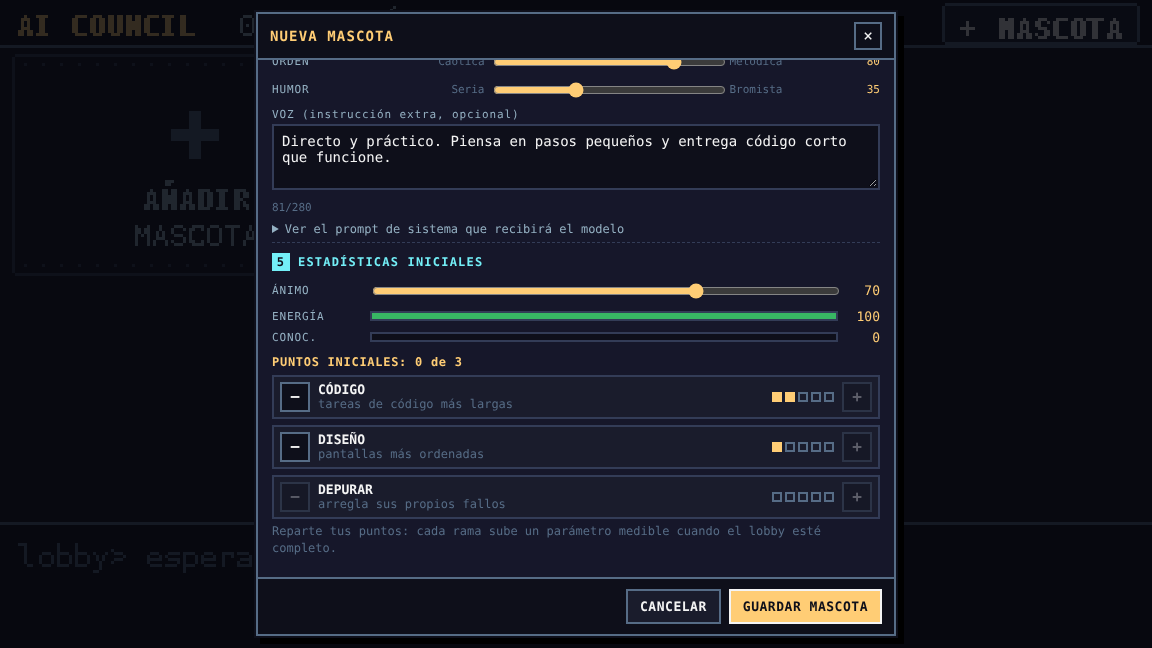 AI COUNCIL
+ MASCOTA
NUEVA MASCOTA
×
ORDEN Caótica Melódica 80
HUMOR Seria Bromista 35
VOZ (instrucción extra, opcional)
Directo y práctico. Piensa en pasos pequeños y entrega código corto
que funcione.
81/280
▶ Ver el prompt de sistema que recibirá el modelo
5 ESTADÍSTICAS INICIALES
ÁNIMO 70
ENERGÍA 100
CONOC. 0
PUNTOS INICIALES: 0 de 3
− CÓDIGO +
tareas de código más largas
− DISEÑO +
pantallas más ordenadas
− DEPURAR +
arregla sus propios fallos
Reparte tus puntos: cada rama sube un parámetro medible cuando el lobby esté
completo.
CANCELAR GUARDAR MASCOTA
+
AÑADIR
MASCOTA
lobby> espera